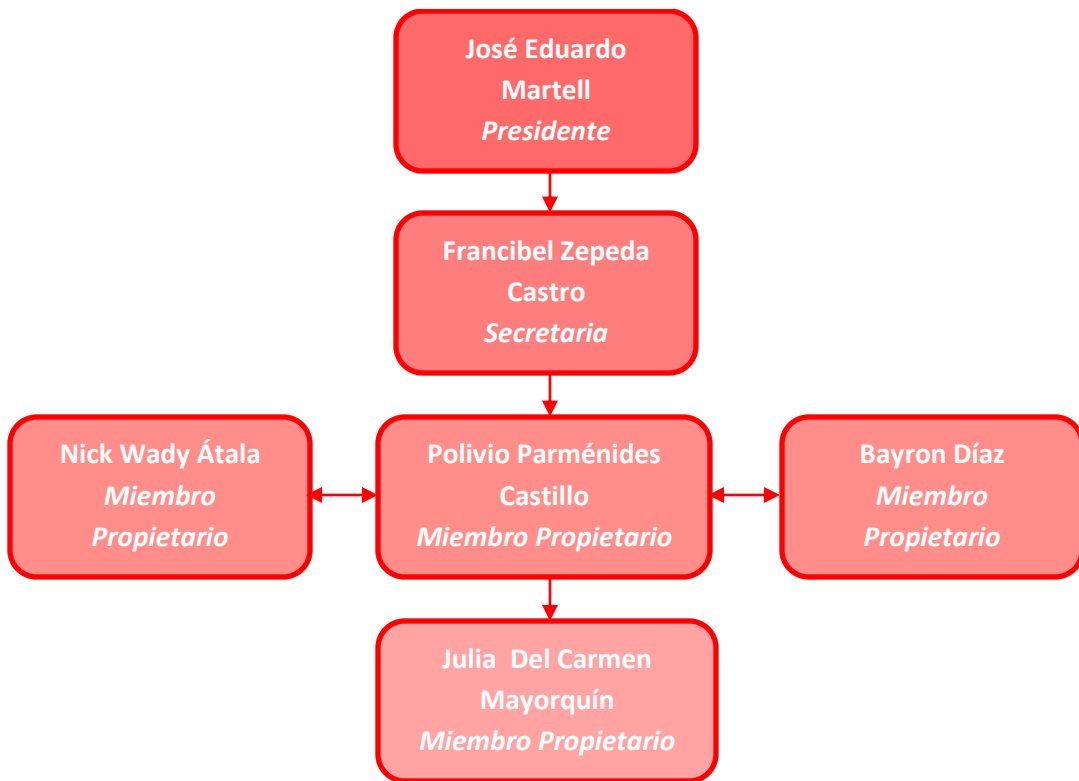 José Eduardo
Martell
Presidente
Francibel Zepeda
Castro
Secretaria
Nick Wady Átala
Miembro
Propietario
Polivio Parménides
Castillo
Miembro Propietario
Bayron Díaz
Miembro
Propietario
Julia  Del Carmen
Mayorquín
Miembro Propietario